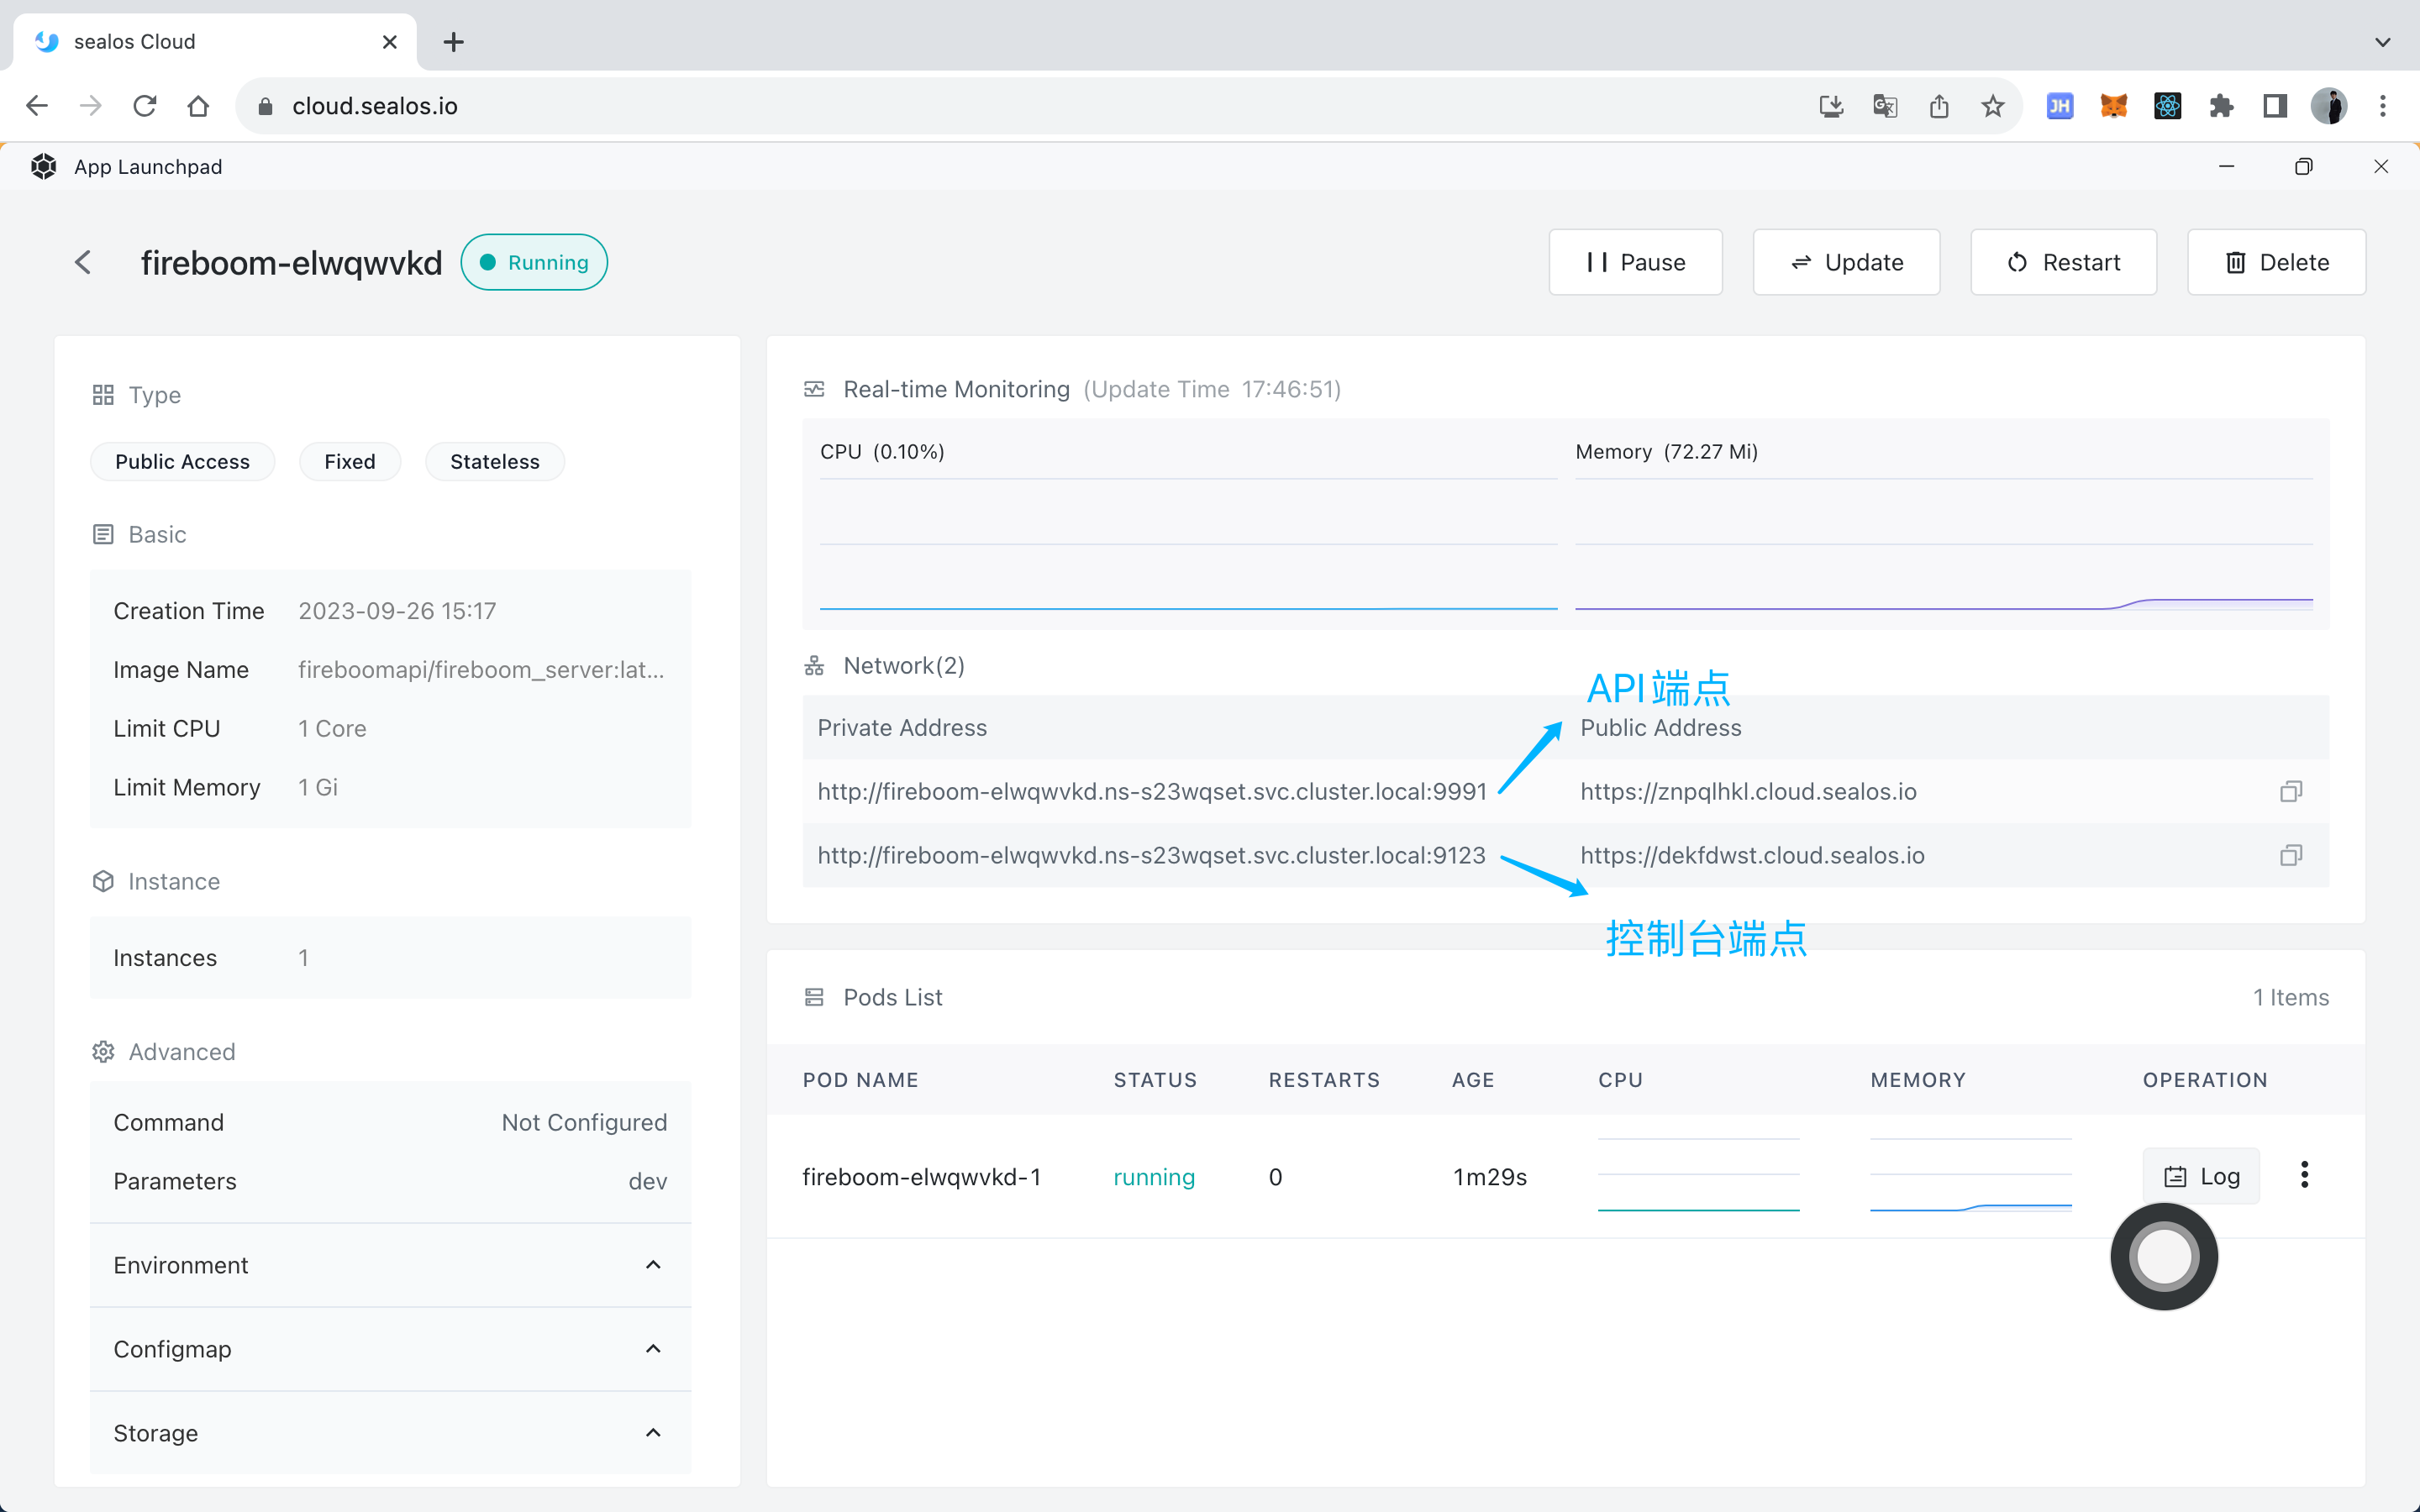 sealos Cloud
cloud.sealos.io
JH
App Launchpad
fireboom-elwqwvkd
Running
Pause
Update
Restart
Delete
Type
Public Access
Fixed
Stateless
Basic
Creation Time 2023-09-26 15:17
Image Name fireboomapi/fireboom_server:lat...
Limit CPU 1 Core
Limit Memory 1 Gi
Instance
Instances 1
Advanced
Command Not Configured
Parameters dev
Environment
Configmap
Storage
Real-time Monitoring (Update Time 17:46:51)
CPU (0.10%)
Memory (72.27 Mi)
Network(2)
API端点
Private Address Public Address
http://fireboom-elwqwvkd.ns-s23wqset.svc.cluster.local:9991 https://znpqlhkl.cloud.sealos.io
http://fireboom-elwqwvkd.ns-s23wqset.svc.cluster.local:9123 https://dekfdwst.cloud.sealos.io
控制台端点
Pods List 1 Items
POD NAME STATUS RESTARTS AGE CPU MEMORY OPERATION
fireboom-elwqwvkd-1 running 0 1m29s Log